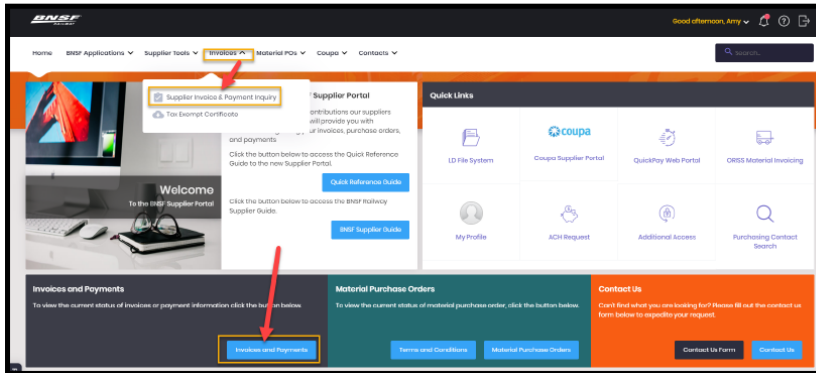 BNSF
RAILWAY
Good afternoon, Amy
Home BNSF Applications Supplier Tools Invoices Material POs Coupa Contacts
Search...
Supplier Invoice & Payment Inquiry
Tax Exempt Certificate
Supplier Portal
contributions our suppliers
will provide you with
ur invoices, purchase orders,
and payments
Click the button below to access the Quick Reference
Guide to the new Supplier Portal.
Quick Reference Guide
Click the button below to access the BNSF Railway
Supplier Guide.
BNSF Supplier Guide
Welcome
To the BNSF Supplier Portal
Quick Links
LD File System
coupa
Coupa Supplier Portal
QuickPay Web Portal
ORISS Material Invoicing
My Profile
ACH Request
Additional Access
Purchasing Contact
Search
Invoices and Payments
To view the current status of invoices or payment information click the button below.
Invoices and Payments
Material Purchase Orders
To view the current status of material purchase order, click the button below.
Terms and Conditions
Material Purchase Orders
Contact Us
Can't find what you are looking for? Please fill out the contact us
form below to expedite your request.
Contact Us Form
Contact Us